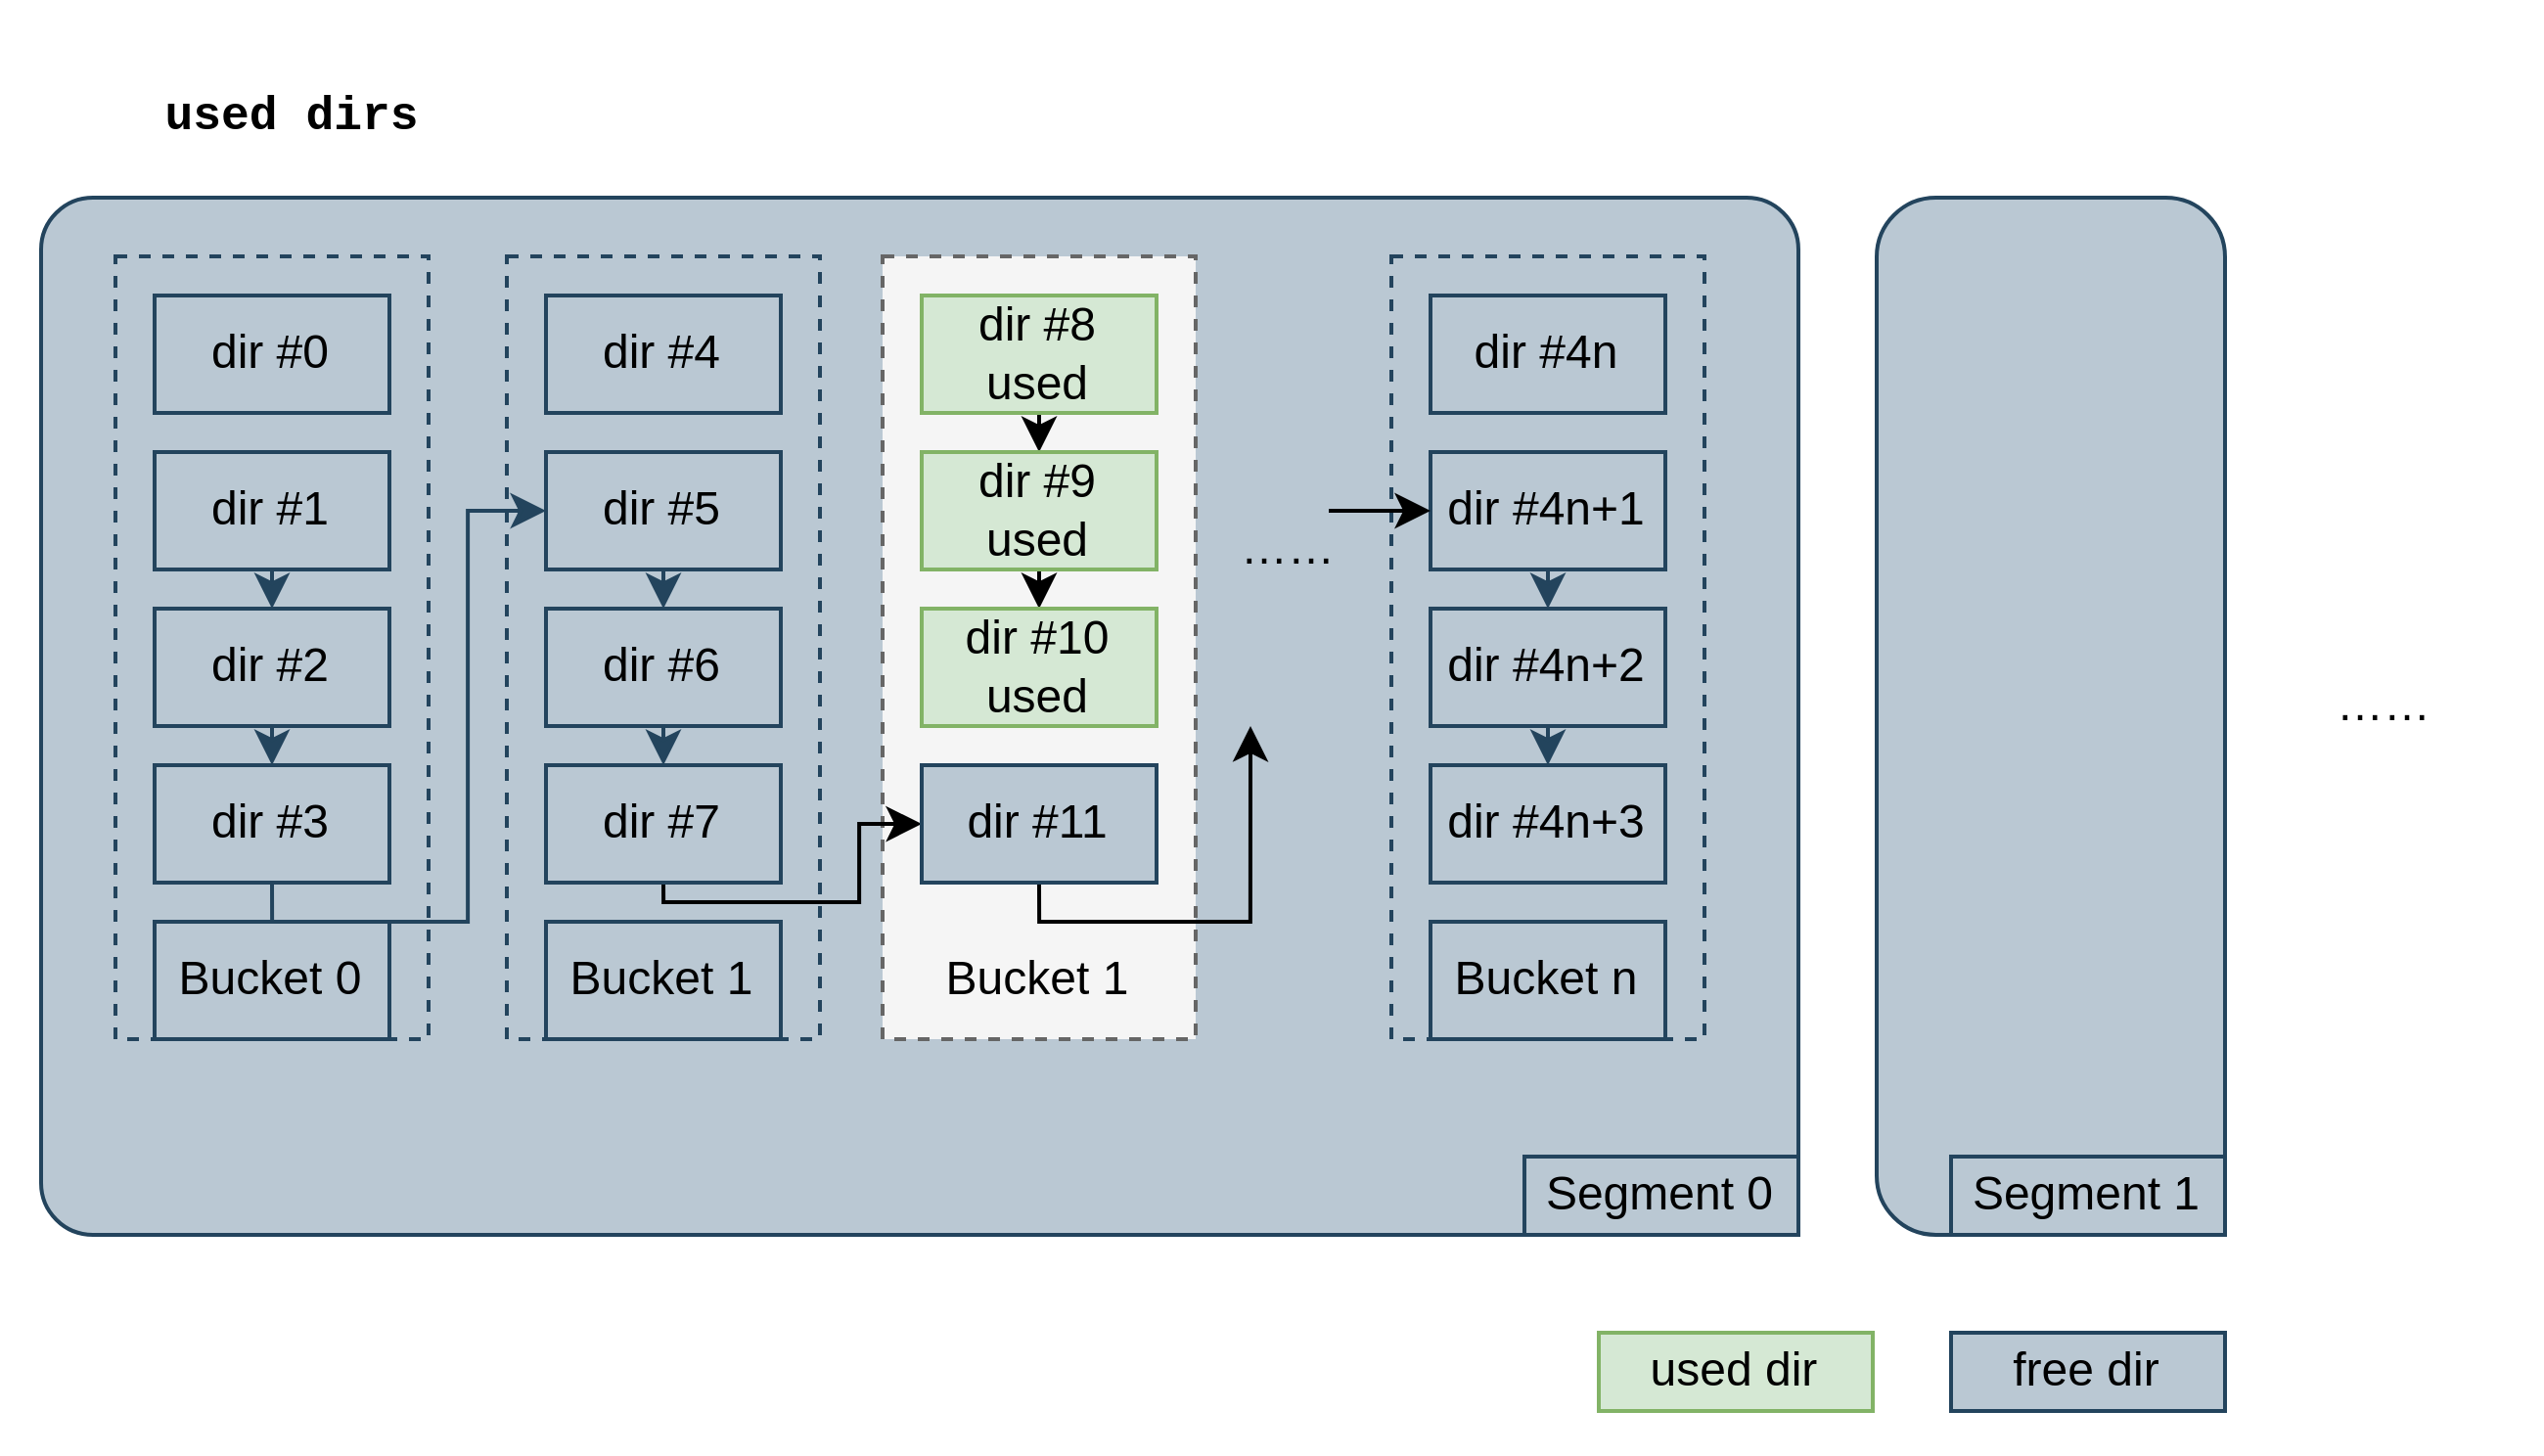 used dirs
dir #0
dir #1
dir #2
dir #3
Bucket 0
dir #4
dir #5
dir #6
dir #7
Bucket 1
dir #8
used
dir #9
used
dir #10
used
dir #11
Bucket 1
……
dir #4n
dir #4n+1
dir #4n+2
dir #4n+3
Bucket n
Segment 0
Segment 1
……
used dir
free dir